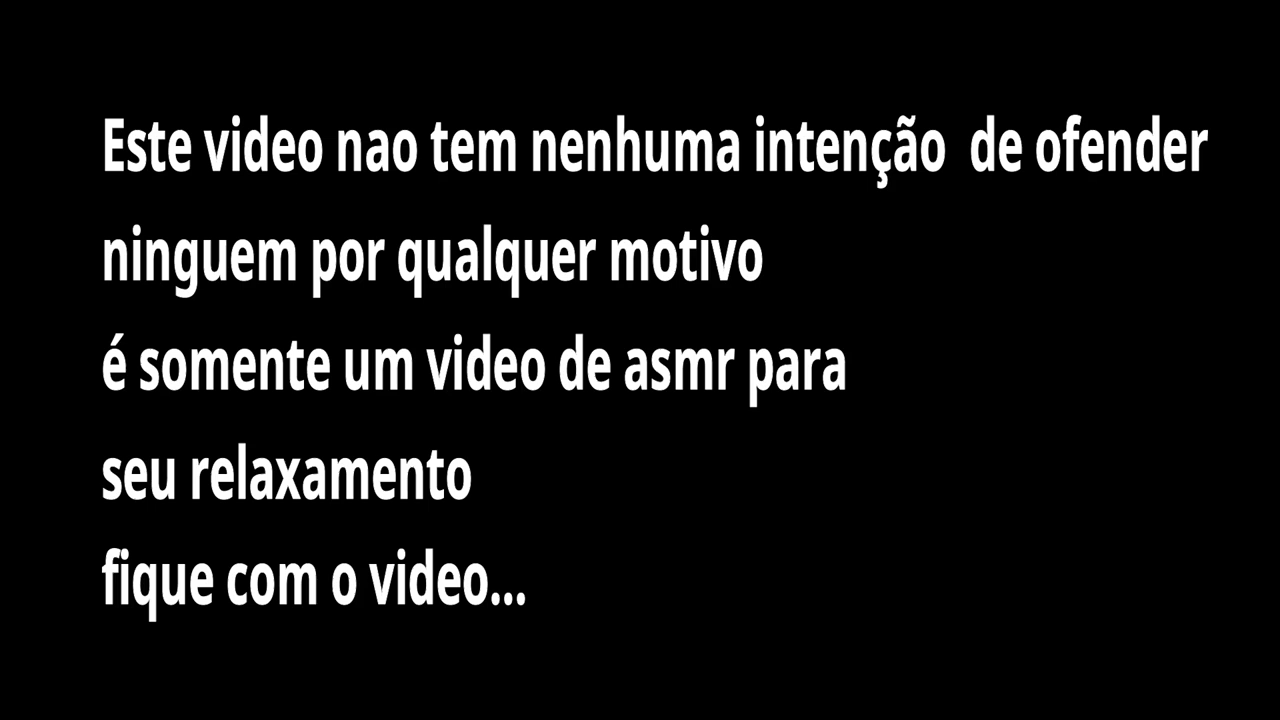 Este video nao tem nenhuma intenção de ofender
ninguem por qualquer motivo
é somente um video de asmr para
seu relaxamento
fique com o video...